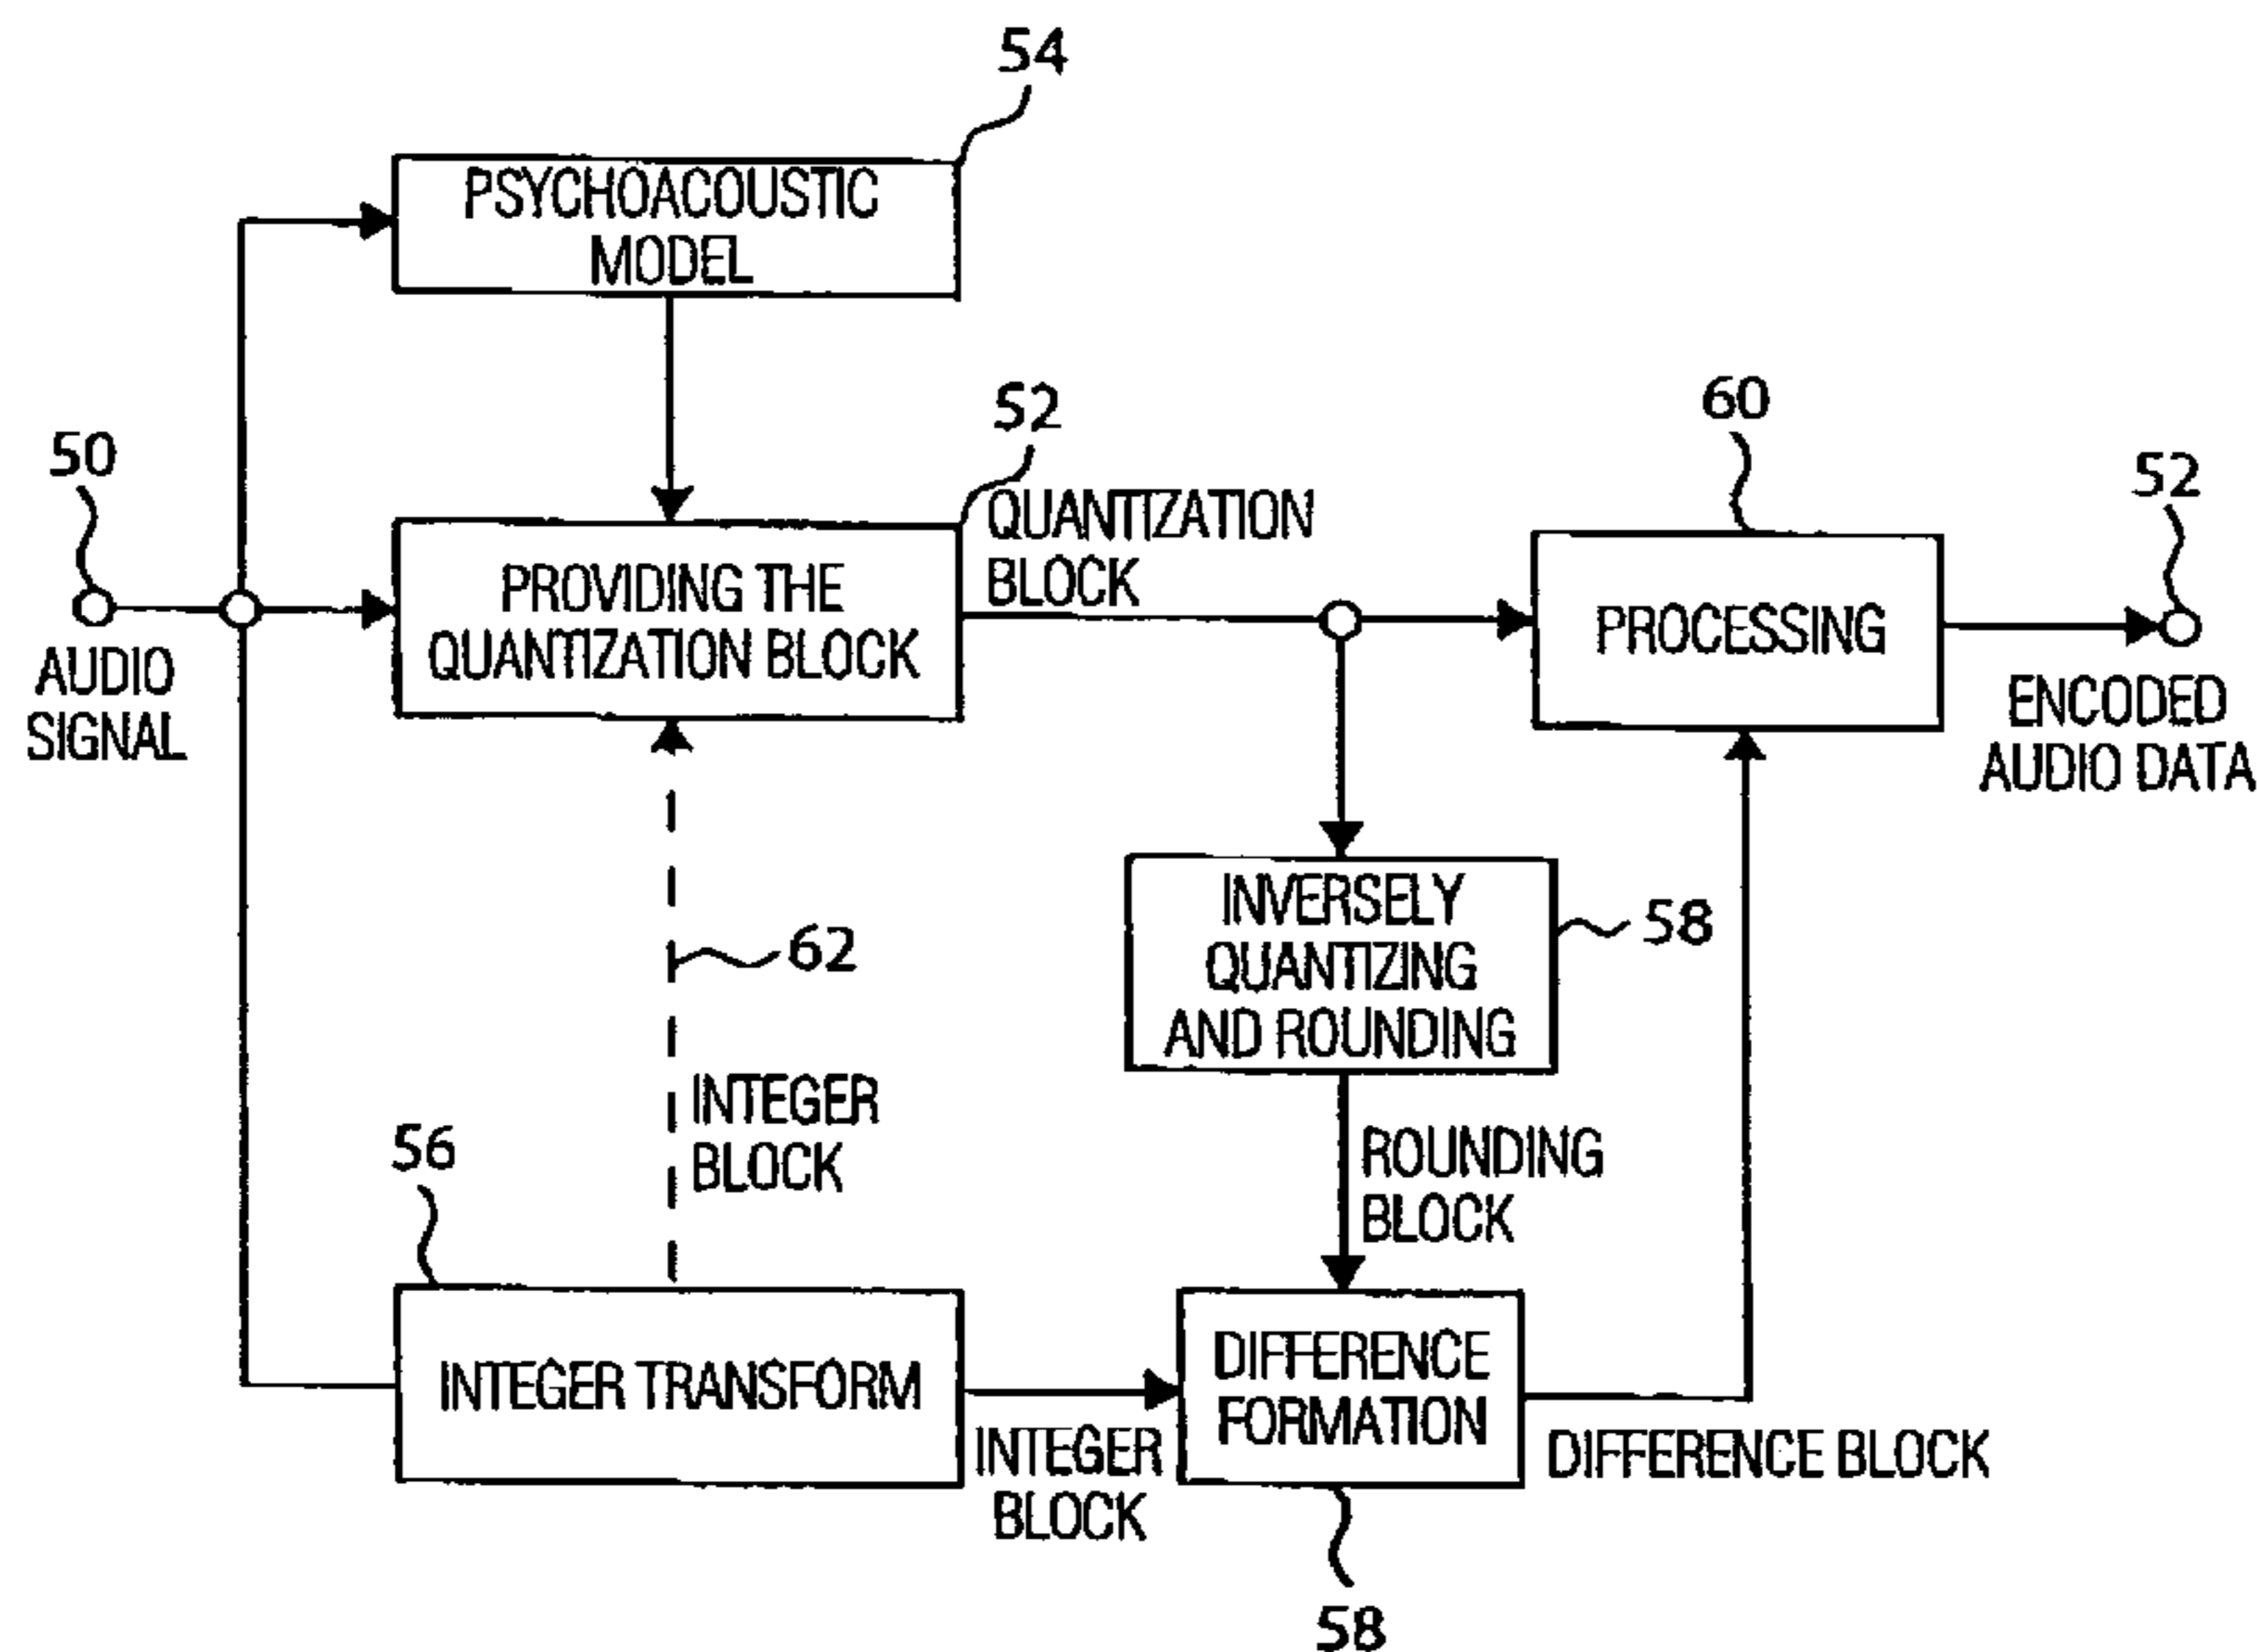 54
PSYCHOACOUSTIC
MODEL
52
QUANTIZATION
BLOCK
60
52
50
PROVIDING THE
QUANTIZATION BLOCK
PROCESSING
AUDIO
SIGNAL
ENCODED
AUDIO DATA
INVERSELY
QUANTIZING
AND ROUNDING
58
62
INTEGER
BLOCK
ROUNDING
BLOCK
56
INTEGER TRANSFORM
INTEGER
BLOCK
DIFFERENCE
FORMATION
DIFFERENCE BLOCK
58